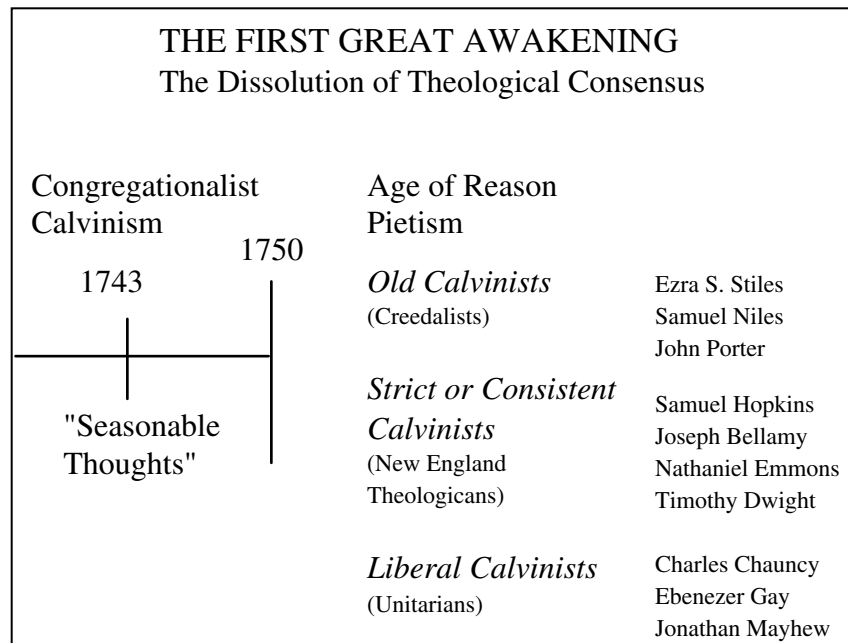 THE FIRST GREAT AWAKENING
The Dissolution of Theological Consensus
Congregationalist
Calvinism
1743
1750
"Seasonable
Thoughts"
Age of Reason
Pietism
Old Calvinists
(Creedalists)
Ezra S. Stiles
Samuel Niles
John Porter
Strict or Consistent
Calvinists
(New England
Theologicans)
Samuel Hopkins
Joseph Bellamy
Nathaniel Emmons
Timothy Dwight
Liberal Calvinists
(Unitarians)
Charles Chauncy
Ebenezer Gay
Jonathan Mayhew